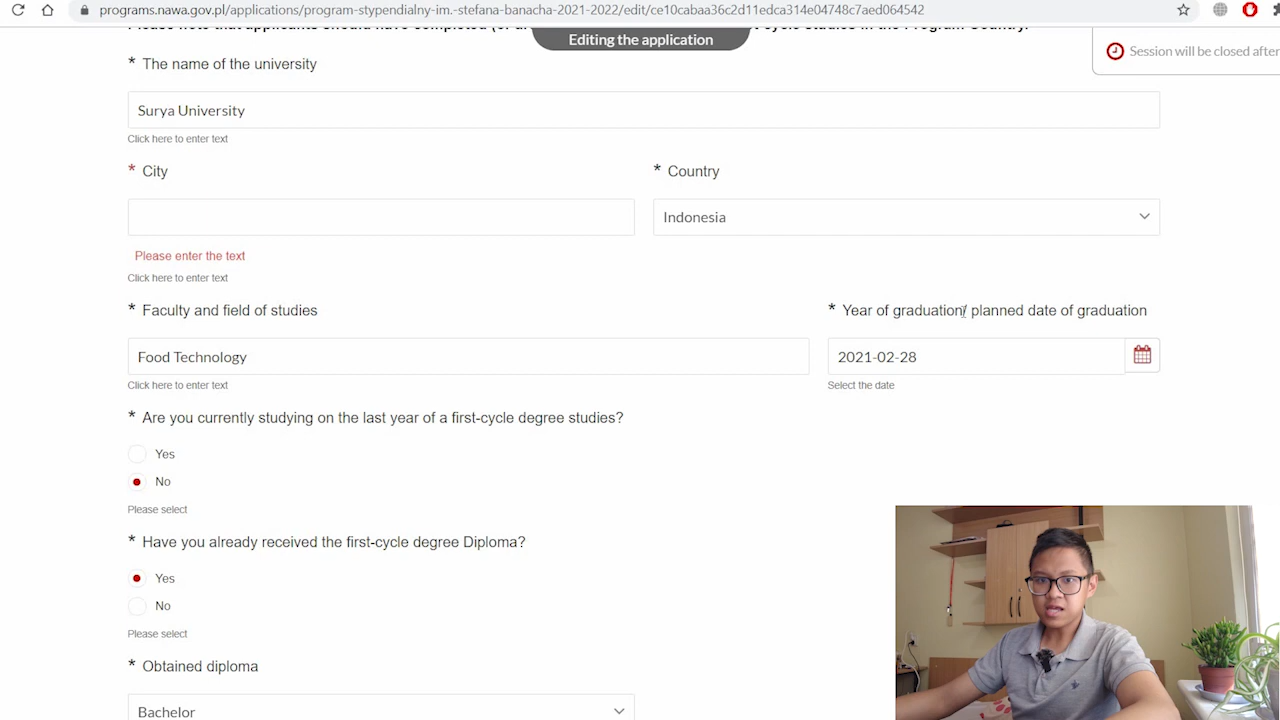 programs.nawa.gov.pl/applications/program-stypendialny-im.-stefana-banacha-2021-2022/edit/ce10cabaa36c2d11edca314e04748c7aed064542
Editing the application
Session will be closed after
* The name of the university
Surya University
Click here to enter text
* City
* Country
Indonesia
Please enter the text
Click here to enter text
* Faculty and field of studies
* Year of graduation/ planned date of graduation
Food Technology
2021-02-28
Click here to enter text
Select the date
* Are you currently studying on the last year of a first-cycle degree studies?
Yes
No
Please select
* Have you already received the first-cycle degree Diploma?
Yes
No
Please select
* Obtained diploma
Bachelor